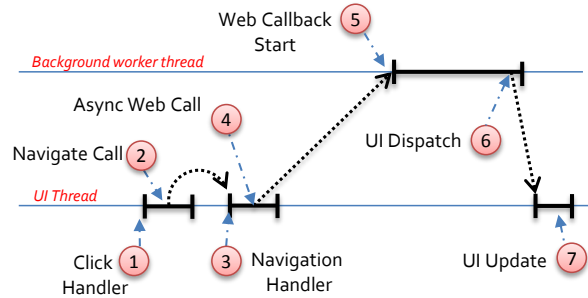 Web Callback
Start
5
Background worker thread
Async Web Call
4
UI Dispatch
6
Navigate Call
2
UI Thread
1
Click
Handler
3
Navigation
Handler
UI Update
7